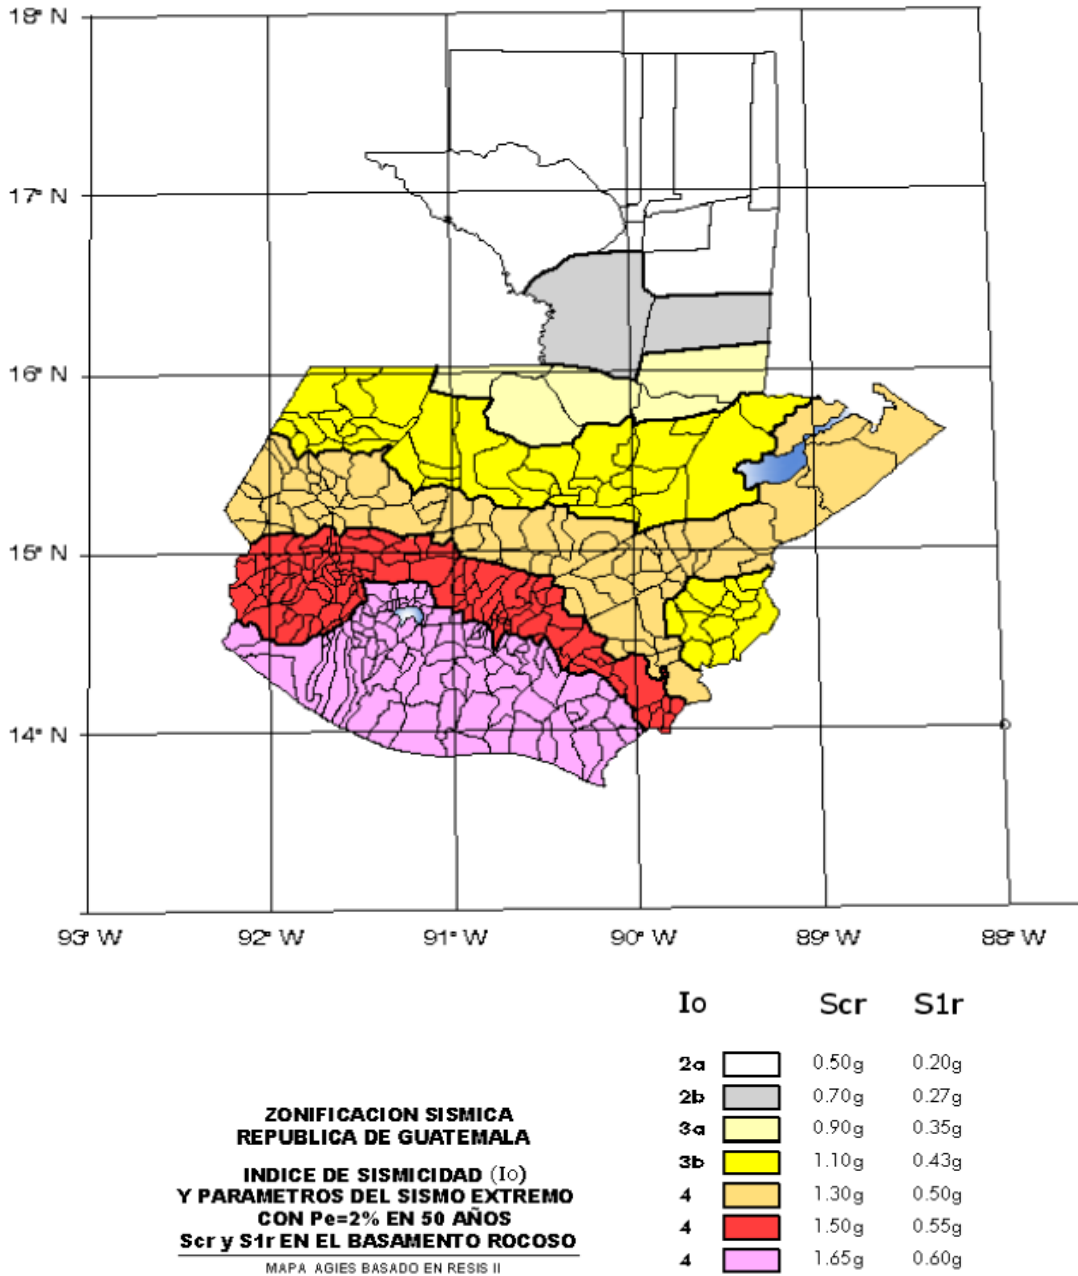 18° N
17° N
16° N
15° N
14° N
93° W 92° W 91° W 90° W 89° W 88° W
Io Scr S1r
2a 0.50g 0.20g
2b 0.70g 0.27g
3a 0.90g 0.35g
3b 1.10g 0.43g
4 1.30g 0.50g
4 1.50g 0.55g
4 1.65g 0.60g
ZONIFICACION SISMICA
REPUBLICA DE GUATEMALA
INDICE DE SISMICIDAD (Io)
Y PARAMETROS DEL SISMO EXTREMO
CON Pe=2% EN 50 AÑOS
Scr y S1r EN EL BASAMENTO ROCOSO
MAPA AGIES BASADO EN RESIS II